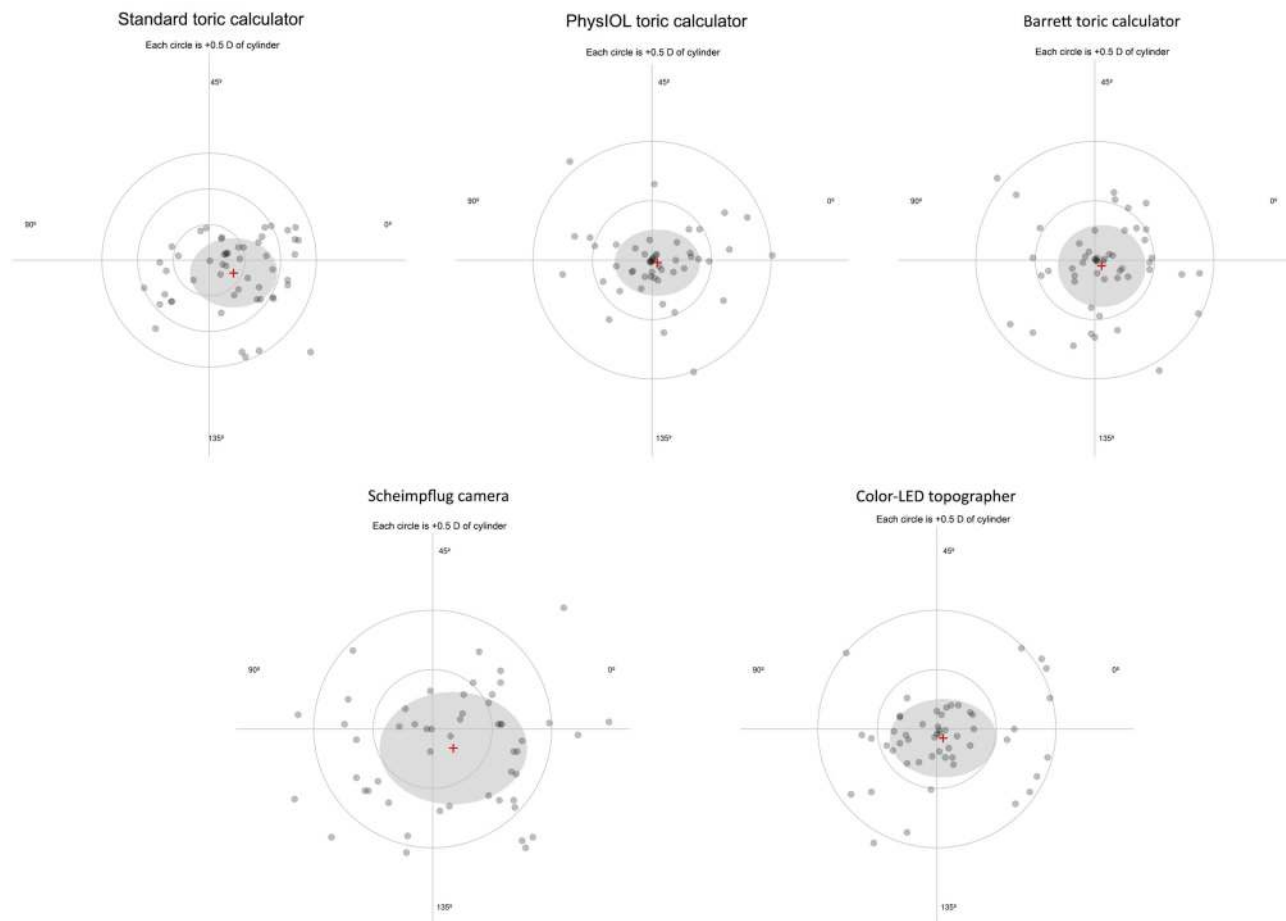 Standard toric calculator
Each circle is +0.5 D of cylinder
45º
90º
0º
135º
PhysIOL toric calculator
Each circle is +0.5 D of cylinder
45º
90º
0º
135º
Barrett toric calculator
Each circle is +0.5 D of cylinder
45º
90º
0º
135º
Scheimpflug camera
Each circle is +0.5 D of cylinder
45º
90º
0º
135º
Color-LED topographer
Each circle is +0.5 D of cylinder
45º
90º
0º
135º